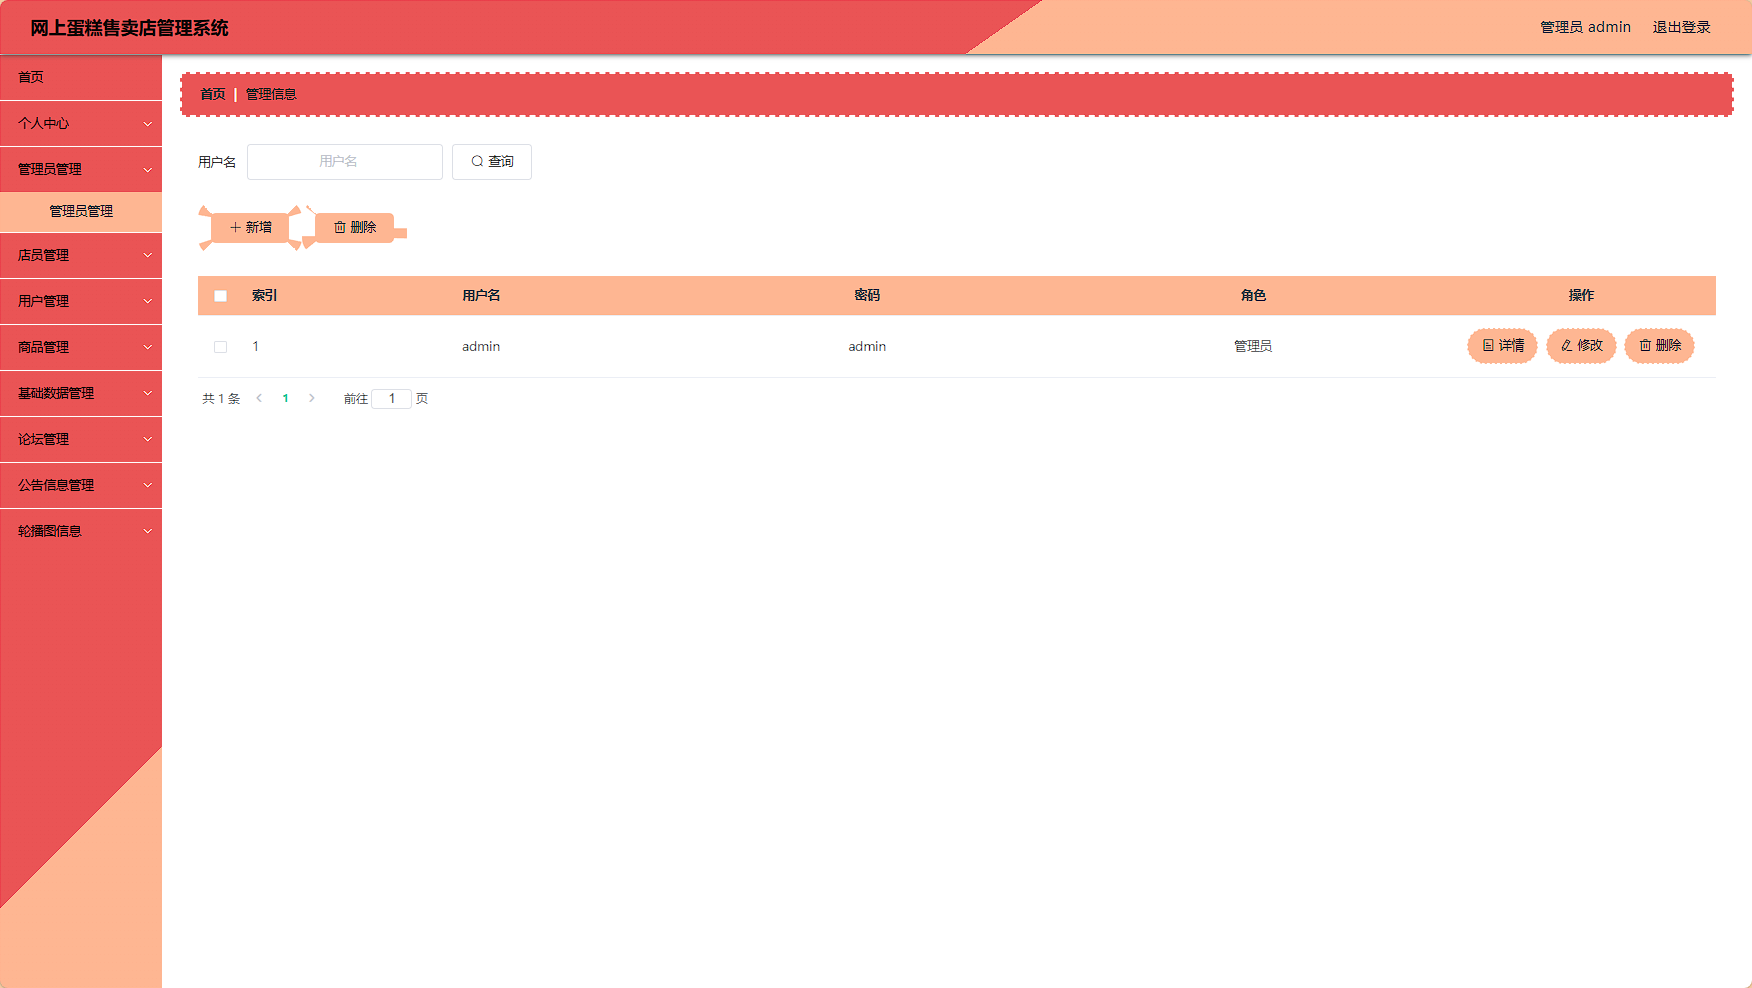 网上蛋糕售卖店管理系统
管理员 admin 退出登录
首页
个人中心
管理员管理
管理员管理
店员管理
用户管理
商品管理
基础数据管理
论坛管理
公告信息管理
轮播图信息
首页 | 管理信息
用户名 用户名 查询
新增 删除
索引 用户名 密码 角色 操作
1 admin admin 管理员 详情 修改 删除
共 1 条 1 前往 1 页